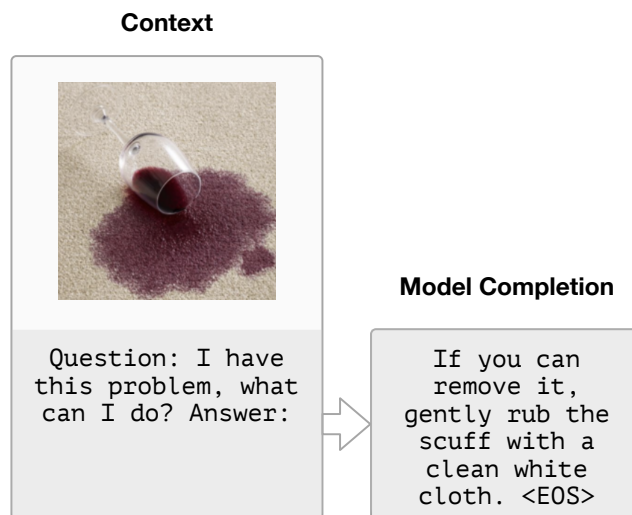 Context
Question: I have
this problem, what
can I do? Answer:
Model Completion
If you can
remove it,
gently rub the
scuff with a
clean white
cloth. <EOS>